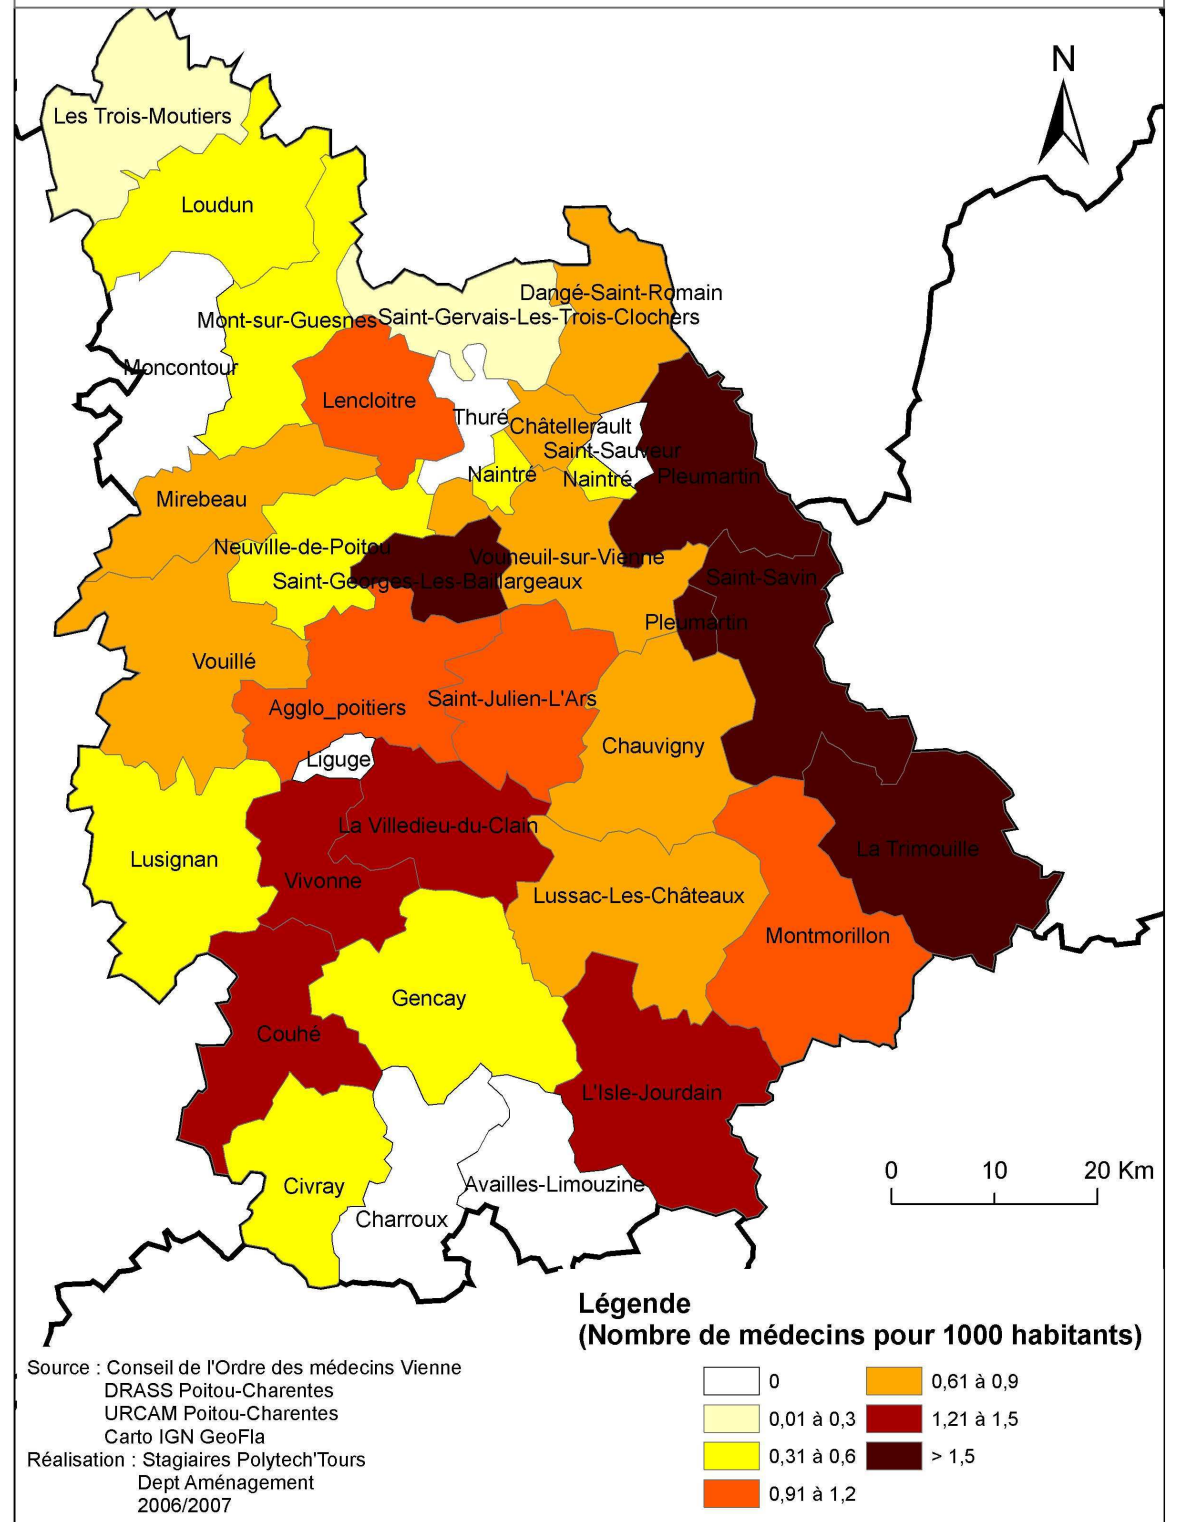 N
Les Trois-Moutiers
Loudun
Dangé-Saint-Romain
Mont-sur-Guesnes
Saint-Gervais-Les-Trois-Clochers
Moncontour
Lencloitre
Thuré
Châtellerault
Saint-Sauveur
Naintré
Naintré
Pleumartin
Mirebeau
Neuville-de-Poitou
Vouneuil-sur-Vienne
Saint-Georges-Les-Baillargeaux
Saint-Savin
Pleumartin
Vouillé
Agglo_poitiers
Saint-Julien-L'Ars
Chauvigny
Liguge
La Villedieu-du-Clain
Lusignan
La Trimouille
Vivonne
Lussac-Les-Châteaux
Montmorillon
Gencay
Couhé
L'Isle-Jourdain
Civray
Availles-Limouzine
Charroux
0 10 20 Km
Légende
(Nombre de médecins pour 1000 habitants)
0
0,01 à 0,3
0,31 à 0,6
0,91 à 1,2
0,61 à 0,9
1,21 à 1,5
> 1,5
Source : Conseil de l'Ordre des médecins Vienne
DRASS Poitou-Charentes
URCAM Poitou-Charentes
Carto IGN GeoFla
Réalisation : Stagiaires Polytech'Tours
Dept Aménagement
2006/2007